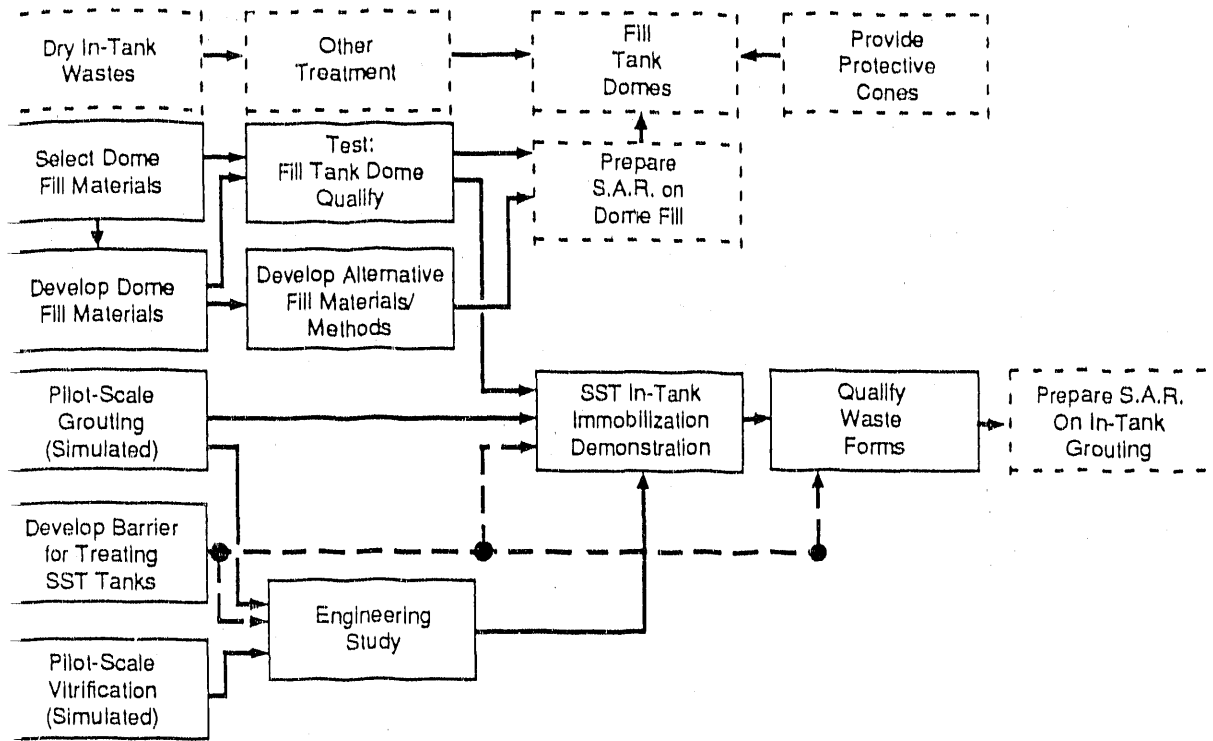 Dry In-Tank
Wastes
Other
Treatment
Fill
Tank
Domes
Provide
Protective
Cones
Select Dome
Fill Materials
Test:
Fill Tank Dome
Qualify
Prepare
S.A.R. on
Dome Fill
Develop Dome
Fill Materials
Develop Alternative
Fill Materials/
Methods
Pilot-Scale
Grouting
(Simulated)
SST In-Tank
Immobilization
Demonstration
Qualify
Waste
Forms
Prepare S.A.R.
On In-Tank
Grouting
Develop Barrier
for Treating
SST Tanks
Engineering
Study
Pilot-Scale
Vitrification
(Simulated)